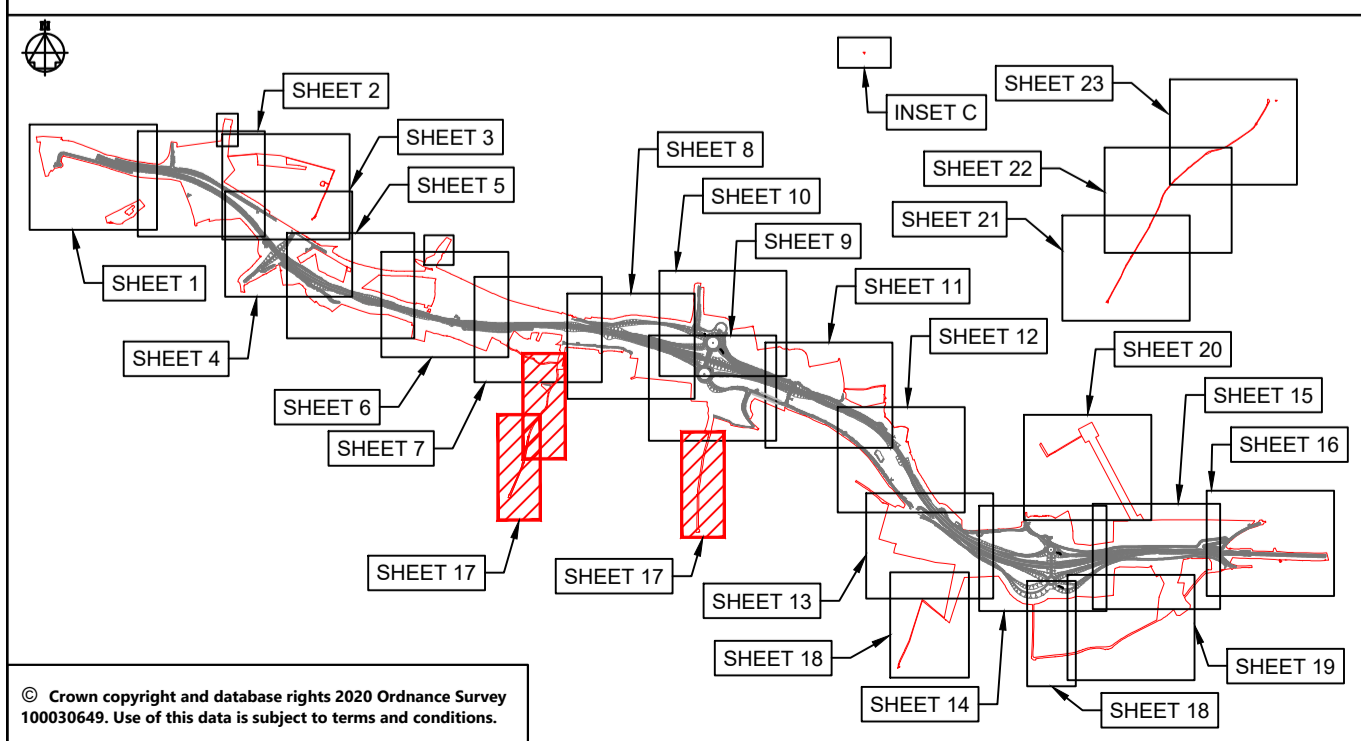 SHEET 2
SHEET 23
INSET C
SHEET 3
SHEET 8
SHEET 22
SHEET 5
SHEET 10
SHEET 21
SHEET 9
SHEET 1
SHEET 11
SHEET 12
SHEET 20
SHEET 4
SHEET 15
SHEET 6
SHEET 16
SHEET 7
SHEET 17
SHEET 17
SHEET 13
SHEET 18
SHEET 19
SHEET 14
SHEET 18
© Crown copyright and database rights 2020 Ordnance Survey
100030649. Use of this data is subject to terms and conditions.